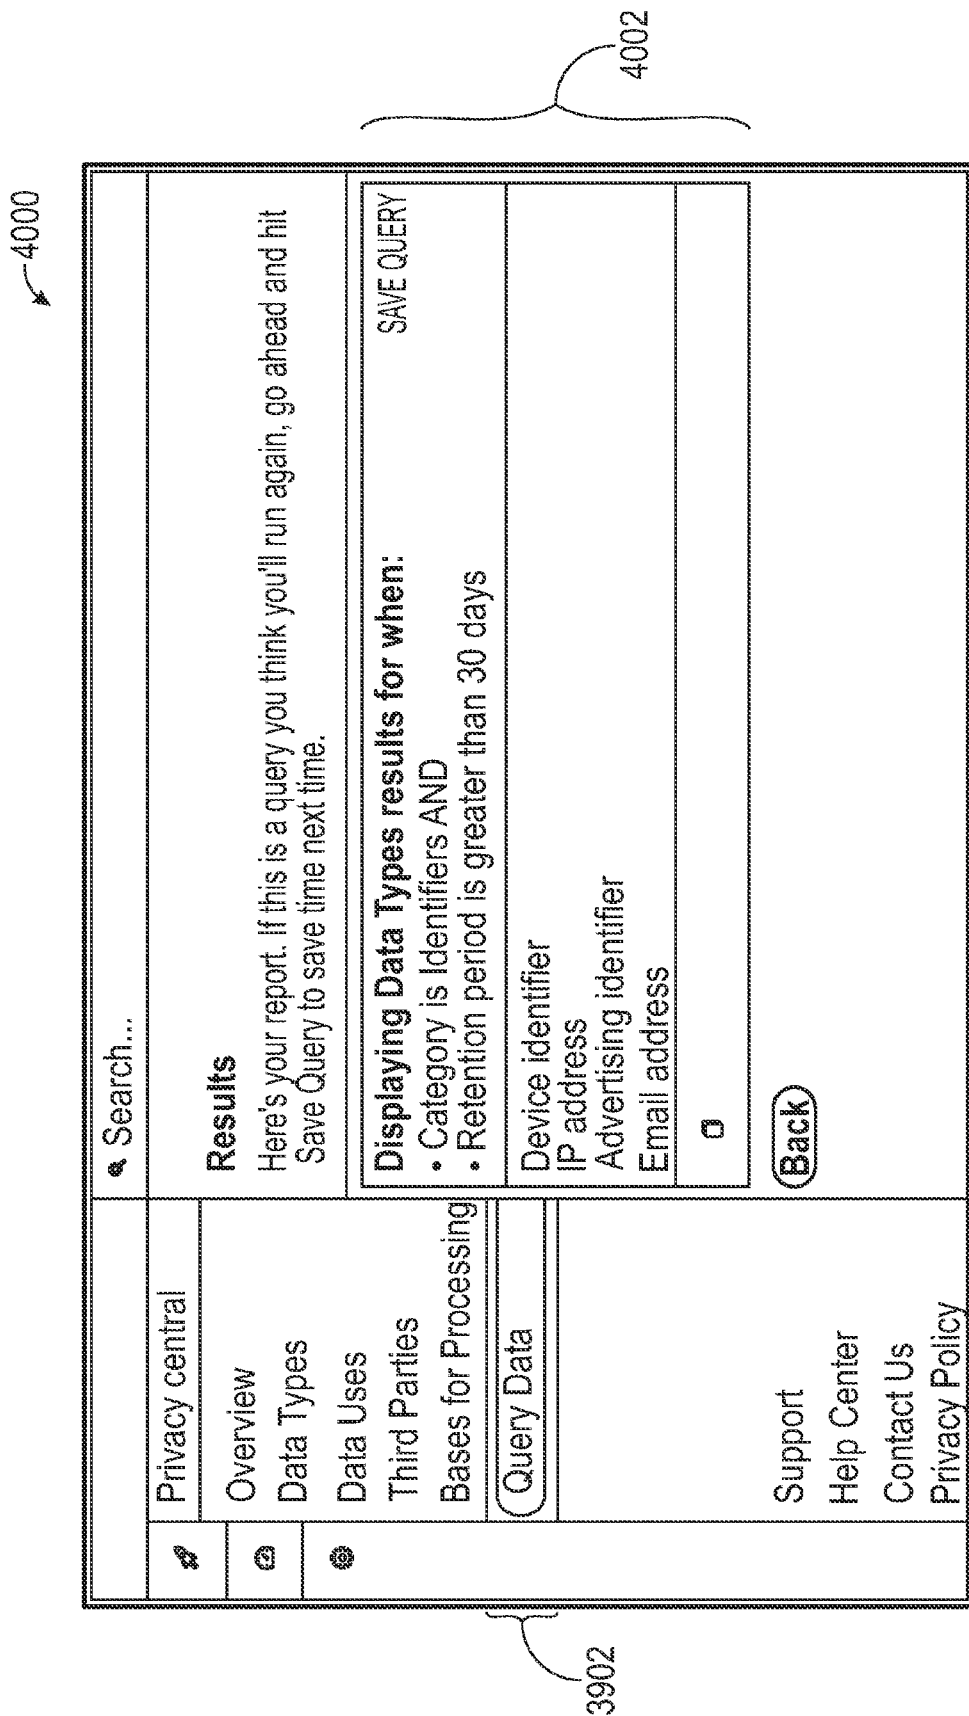 4000
Search...
Privacy central
Overview
Data Types
Data Uses
Third Parties
Bases for Processing
Query Data
Support
Help Center
Contact Us
Privacy Policy
Results
Here's your report. If this is a query you think you'll run again, go ahead and hit
Save Query to save time next time.
Displaying Data Types results for when:
SAVE QUERY
• Category is Identifiers AND
• Retention period is greater than 30 days
Device identifier
IP address
Advertising identifier
Email address
Back
3902
4002